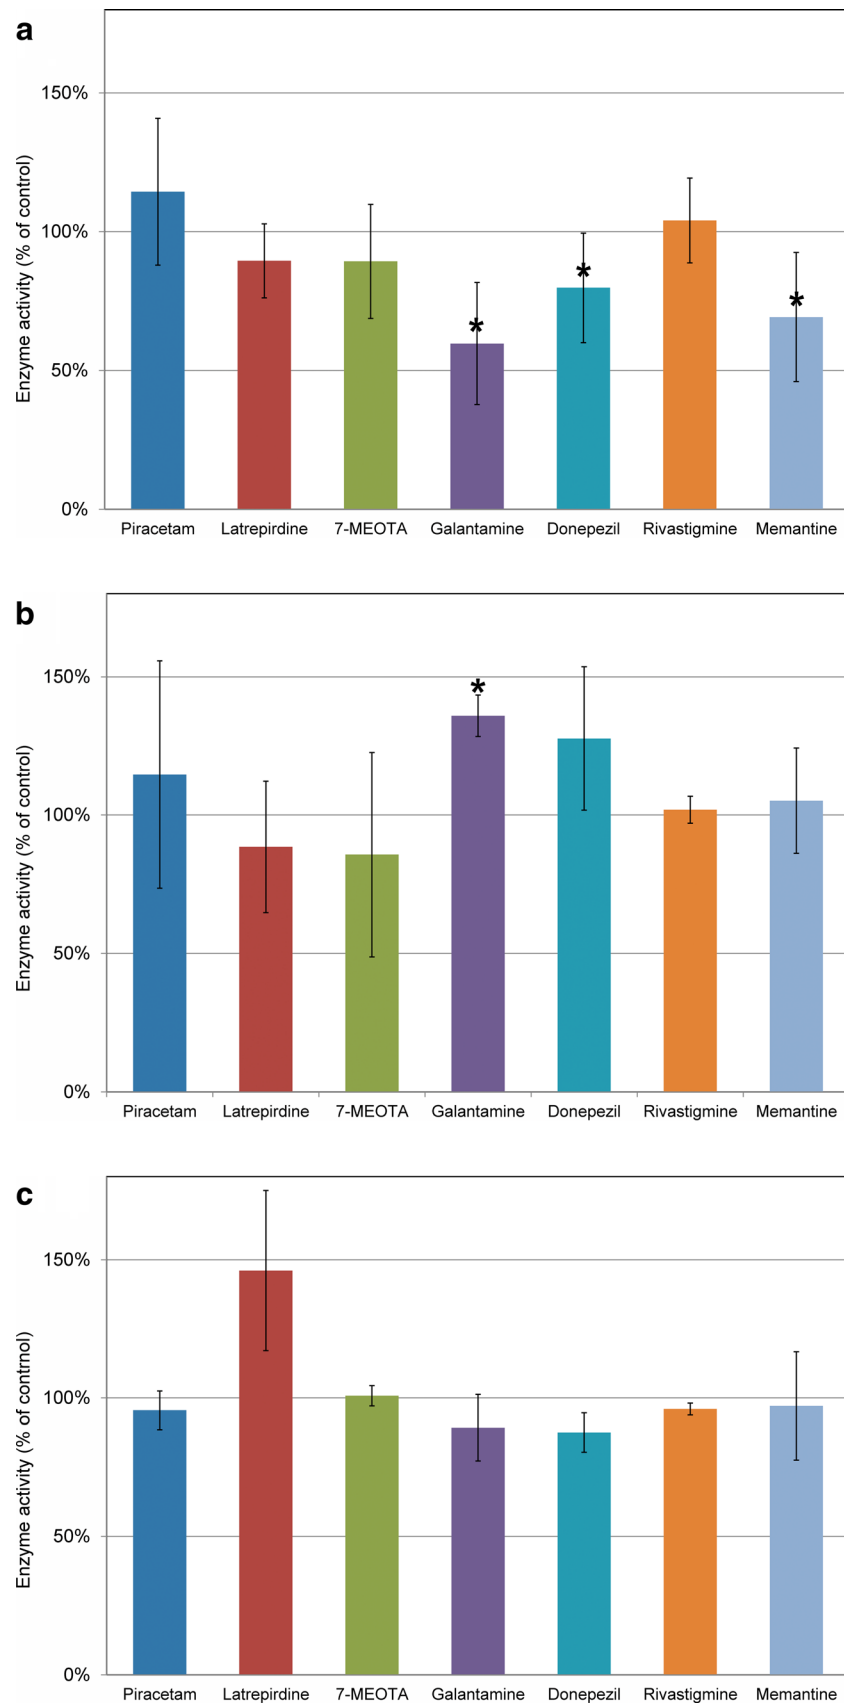 a
Enzyme activity (% of control)
150%
100%
50%
0%
*
*
*
Piracetam Latrepirdine 7-MEOTA Galantamine Donepezil Rivastigmine Memantine
b
Enzyme activity (% of control)
150%
100%
50%
0%
*
Piracetam Latrepirdine 7-MEOTA Galantamine Donepezil Rivastigmine Memantine
c
Enzyme activity (% of contrnol)
150%
100%
50%
0%
Piracetam Latrepirdine 7-MEOTA Galantamine Donepezil Rivastigmine Memantine